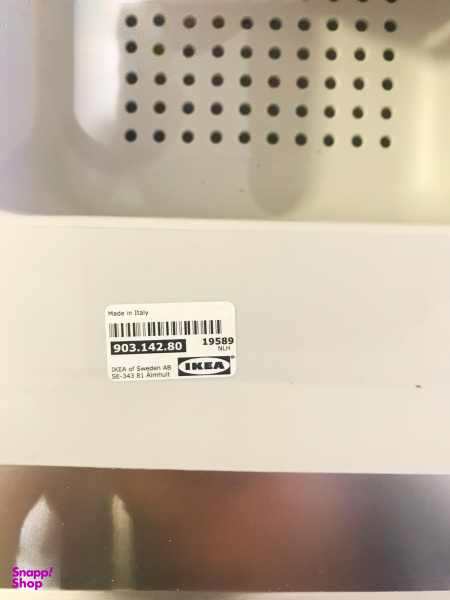 Made in Italy
903.142.80
19589
NLH
IKEA of Sweden AB
SE-343 81 Älmhult
IKEA®
Snapp!
Shop